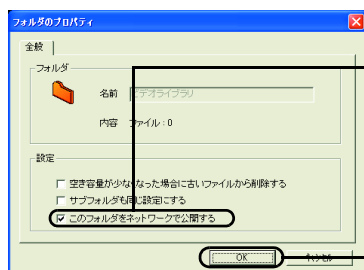 フォルダのプロパティ
全般
フォルダ
名前 ビデオライブラリ
内容 ファイル：0
設定
空き容量が少なくなった場合に古いファイルから削除する
サブフォルダも同じ設定にする
このフォルダをネットワークで公開する
OK キャンセル